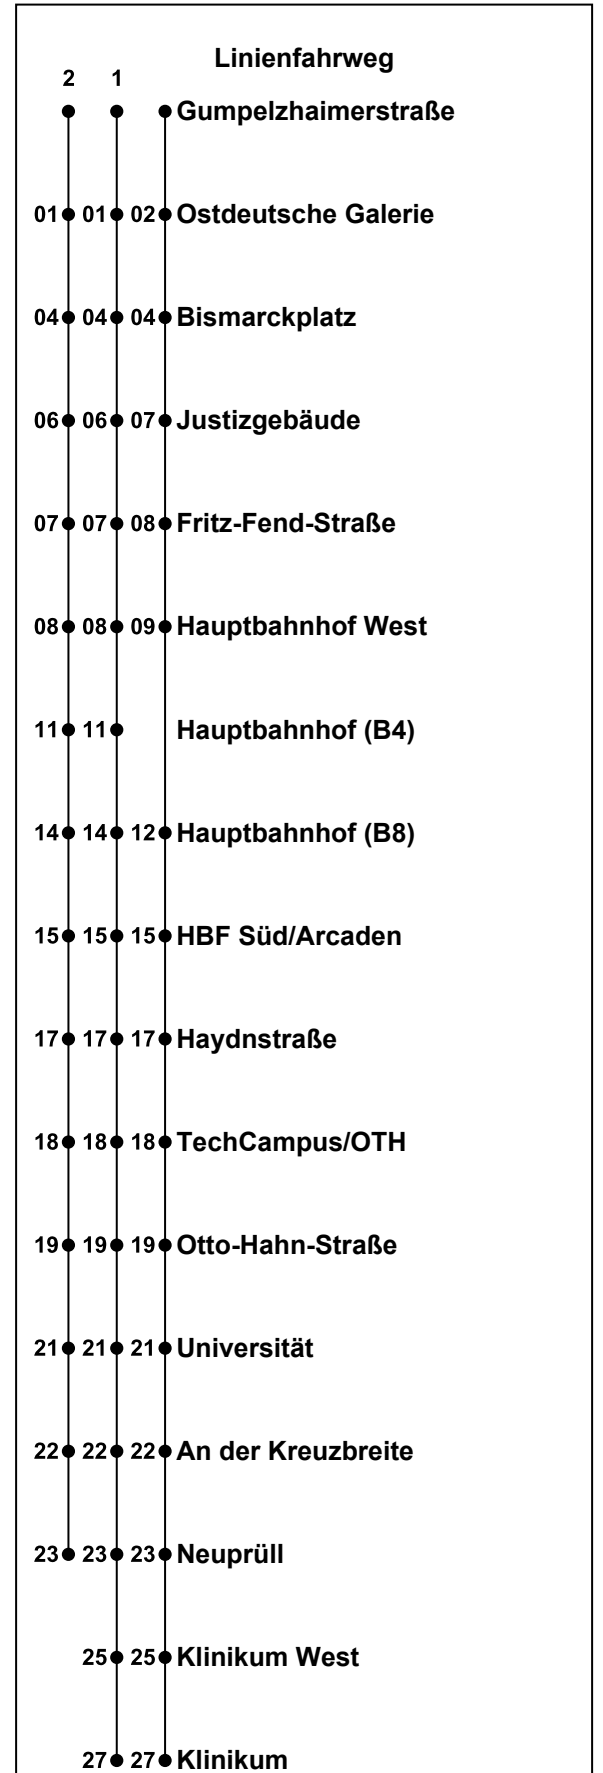 Linienfahrweg
2 1
Gumpelzhaimerstraße
01 01 02 Ostdeutsche Galerie
04 04 04 Bismarckplatz
06 06 07 Justizgebäude
07 07 08 Fritz-Fend-Straße
08 08 09 Hauptbahnhof West
11 11 Hauptbahnhof (B4)
14 14 12 Hauptbahnhof (B8)
15 15 15 HBF Süd/Arcaden
17 17 17 Haydnstraße
18 18 18 TechCampus/OTH
19 19 19 Otto-Hahn-Straße
21 21 21 Universität
22 22 22 An der Kreuzbreite
23 23 23 Neuprüll
25 25 Klinikum West
27 27 Klinikum